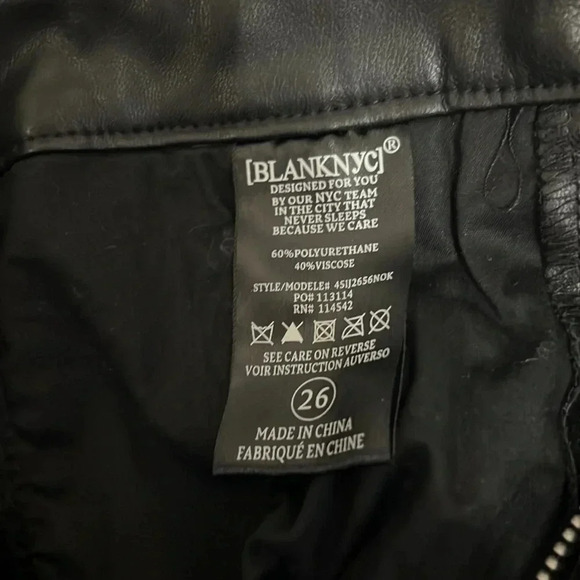 [BLANKNYC]®
DESIGNED FOR YOU
BY OUR NYC TEAM
IN THE CITY THAT
NEVER SLEEPS
BECAUSE WE CARE
60%POLYURETHANE
40%VISCOSE
STYLE/MODELE# 45IJ2656NOK
PO# 113114
RN# 114542
SEE CARE ON REVERSE
VOIR INSTRUCTION AUVERSO
26
MADE IN CHINA
FABRIQUÉ EN CHINE